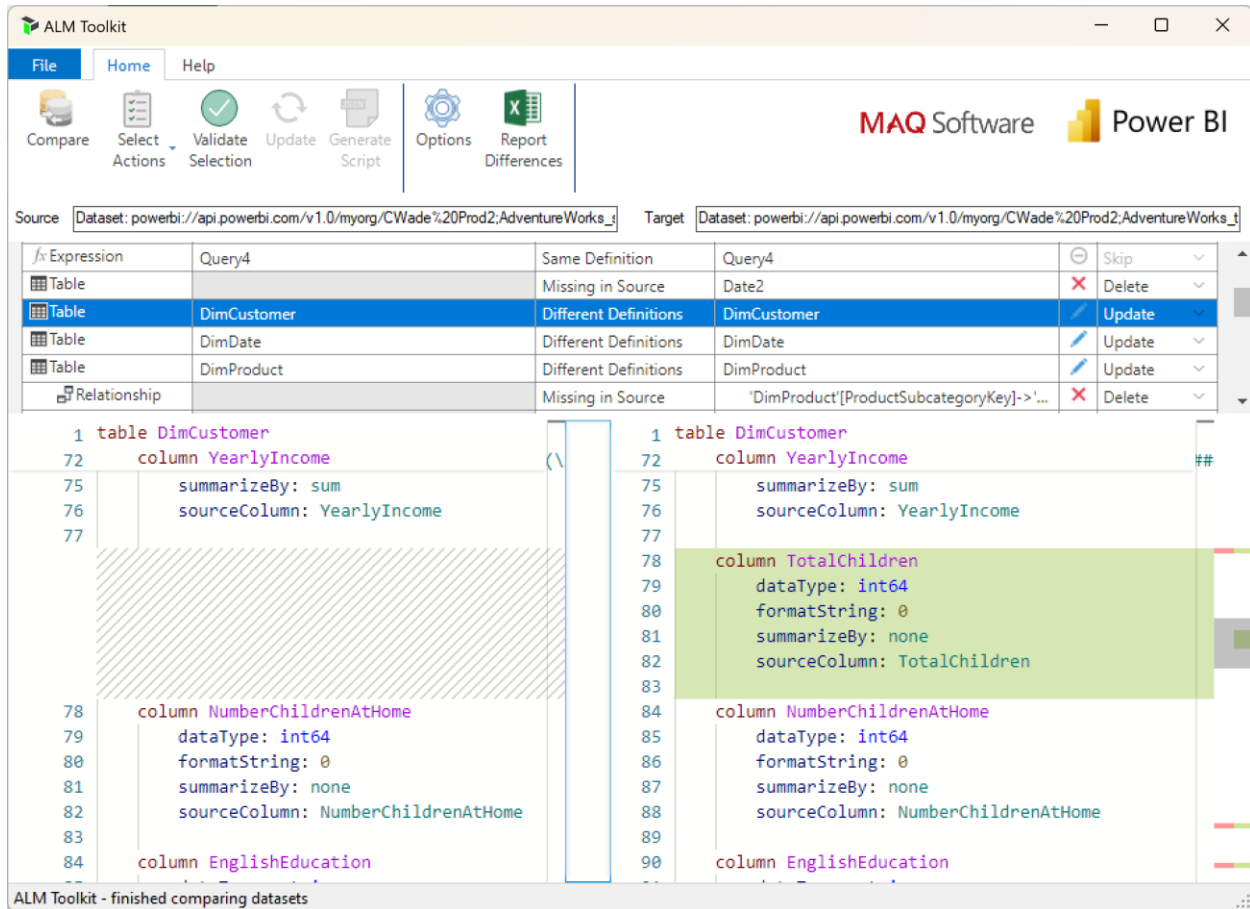 ALM Toolkit
File Home Help
Compare
Select Actions
Validate Selection
Update
Generate Script
Options
Report Differences
MAQ Software
Power BI
Source Dataset: powerbi://api.powerbi.com/v1.0/myorg/CWade%20Prod2;AdventureWorks_s
Target Dataset: powerbi://api.powerbi.com/v1.0/myorg/CWade%20Prod2;AdventureWorks_t
fx Expression Query4 Same Definition Query4 Skip
Table Missing in Source Date2 Delete
Table DimCustomer Different Definitions DimCustomer Update
Table DimDate Different Definitions DimDate Update
Table DimProduct Different Definitions DimProduct Update
Relationship Missing in Source 'DimProduct'[ProductSubcategoryKey]->'... Delete
1 table DimCustomer
72 column YearlyIncome (\
75 summarizeBy: sum
76 sourceColumn: YearlyIncome
77
78 column NumberChildrenAtHome
79 dataType: int64
80 formatString: 0
81 summarizeBy: none
82 sourceColumn: NumberChildrenAtHome
83
84 column EnglishEducation
1 table DimCustomer
72 column YearlyIncome ##
75 summarizeBy: sum
76 sourceColumn: YearlyIncome
77
78 column TotalChildren
79 dataType: int64
80 formatString: 0
81 summarizeBy: none
82 sourceColumn: TotalChildren
83
84 column NumberChildrenAtHome
85 dataType: int64
86 formatString: 0
87 summarizeBy: none
88 sourceColumn: NumberChildrenAtHome
89
90 column EnglishEducation
ALM Toolkit - finished comparing datasets